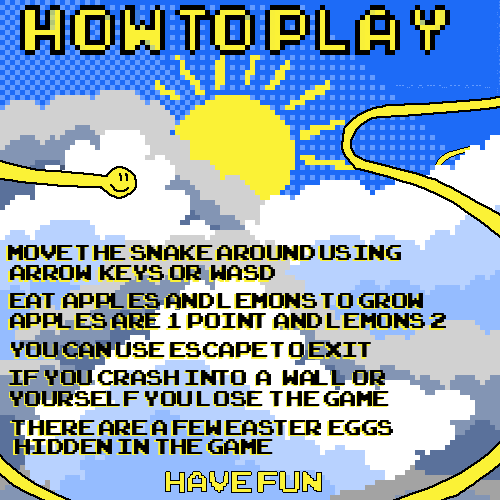 HOW TO PLAY
MOVE THE SNAKE AROUND USING
ARROW KEYS OR WASD
EAT APPLES AND LEMONS TO GROW
APPLES ARE 1 POINT AND LEMONS 2
YOU CAN USE ESCAPE TO EXIT
IF YOU CRASH INTO A WALL OR
YOURSELF YOU LOSE THE GAME
THERE ARE A FEW EASTER EGGS
HIDDEN IN THE GAME
HAVE FUN